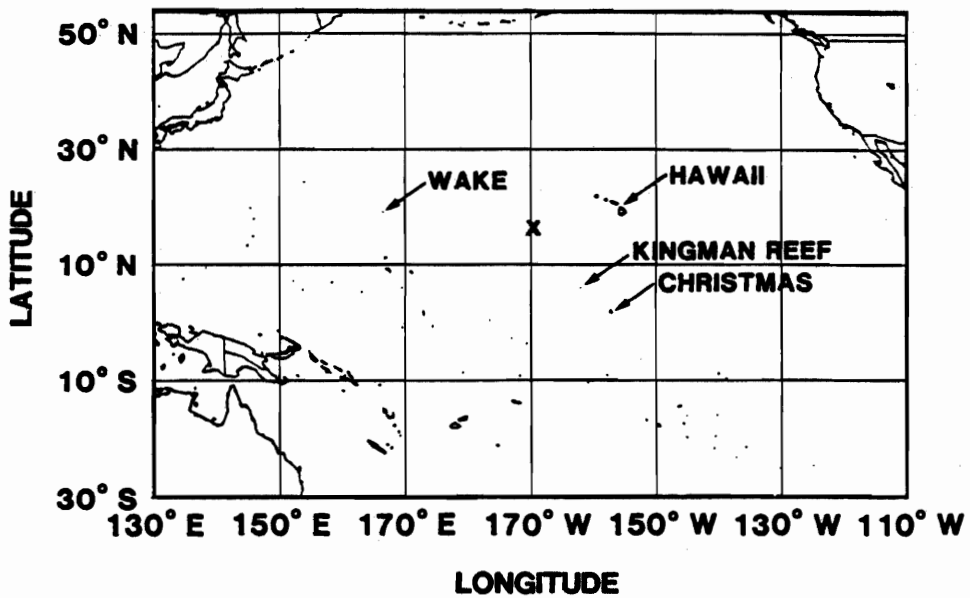 50° N
30° N
WAKE
HAWAII
X
KINGMAN REEF
10° N
CHRISTMAS
10° S
30° S
130° E 150° E 170° E 170° W 150° W 130° W 110° W
LATITUDE
LONGITUDE